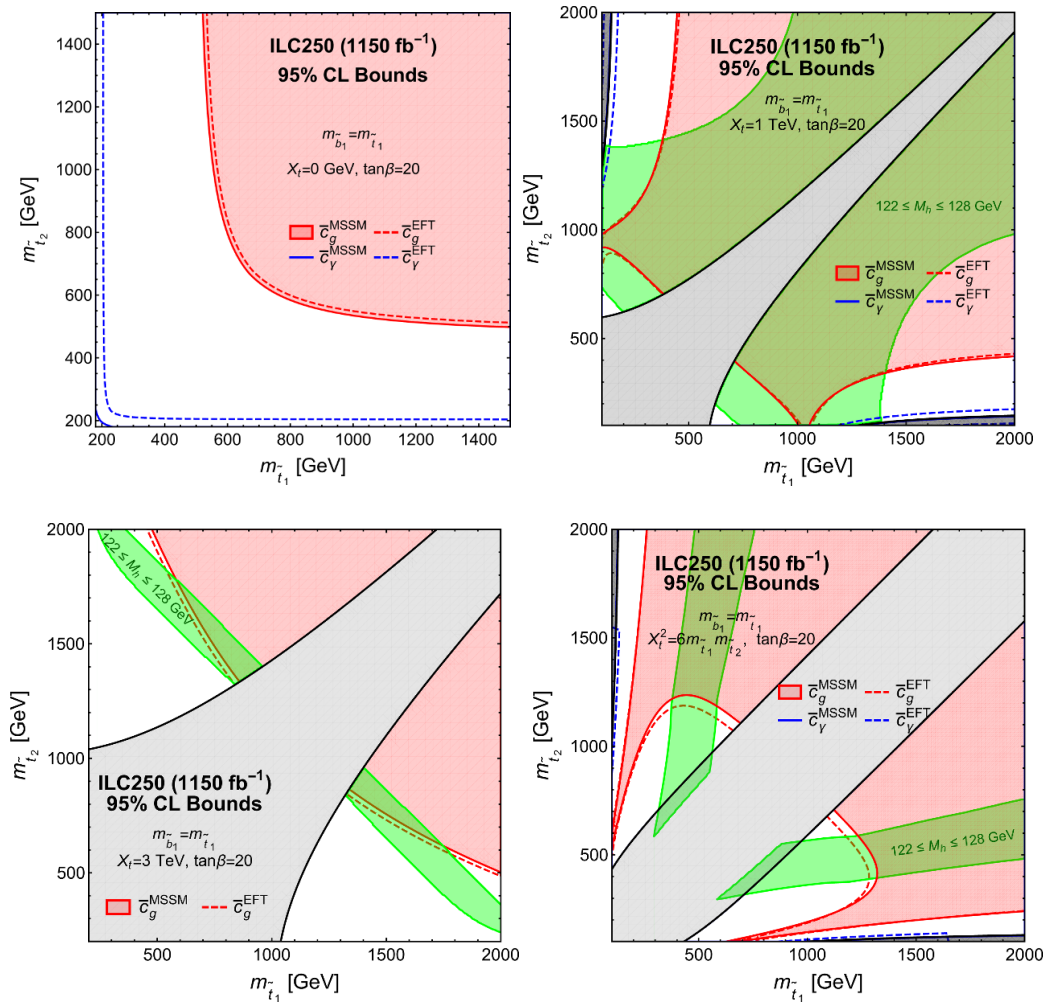 ILC250 (1150 fb⁻¹)
95% CL Bounds
m_b̃₁=m_t̃₁
X_t=0 GeV, tanβ=20
c̄_g^MSSM c̄_g^EFT
c̄_γ^MSSM c̄_γ^EFT
1400
1200
1000
800
600
400
200
m_t̃₂ [GeV]
200 400 600 800 1000 1200 1400
m_t̃₁ [GeV]
ILC250 (1150 fb⁻¹)
95% CL Bounds
m_b̃₁=m_t̃₁
X_t=1 TeV, tanβ=20
122 ≤ M_h ≤ 128 GeV
c̄_g^MSSM c̄_g^EFT
c̄_γ^MSSM c̄_γ^EFT
2000
1500
1000
500
m_t̃₂ [GeV]
500 1000 1500 2000
m_t̃₁ [GeV]
122 ≤ M_h ≤ 128 GeV
ILC250 (1150 fb⁻¹)
95% CL Bounds
m_b̃₁=m_t̃₁
X_t=3 TeV, tanβ=20
c̄_g^MSSM c̄_g^EFT
2000
1500
1000
500
m_t̃₂ [GeV]
500 1000 1500 2000
m_t̃₁ [GeV]
ILC250 (1150 fb⁻¹)
95% CL Bounds
m_b̃₁=m_t̃₁
X_t²=6m_t̃₁ m_t̃₂, tanβ=20
c̄_g^MSSM c̄_g^EFT
c̄_γ^MSSM c̄_γ^EFT
122 ≤ M_h ≤ 128 GeV
2000
1500
1000
500
m_t̃₂ [GeV]
500 1000 1500 2000
m_t̃₁ [GeV]